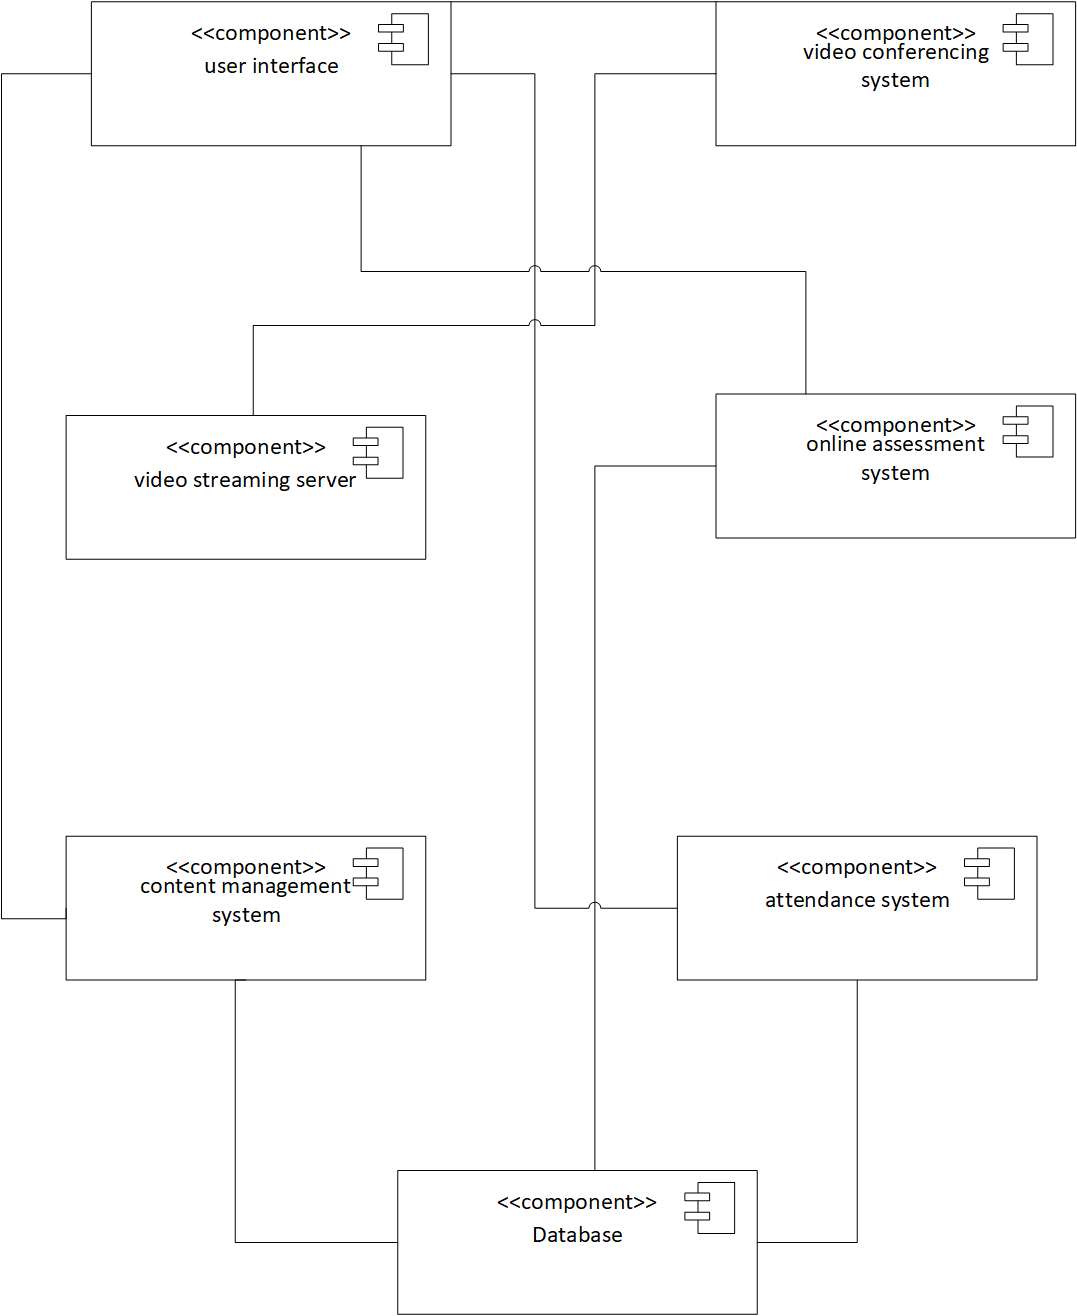 <<component>>
user interface
<<component>>
video conferencing
system
<<component>>
video streaming server
<<component>>
online assessment
system
<<component>>
content management
system
<<component>>
attendance system
<<component>>
Database